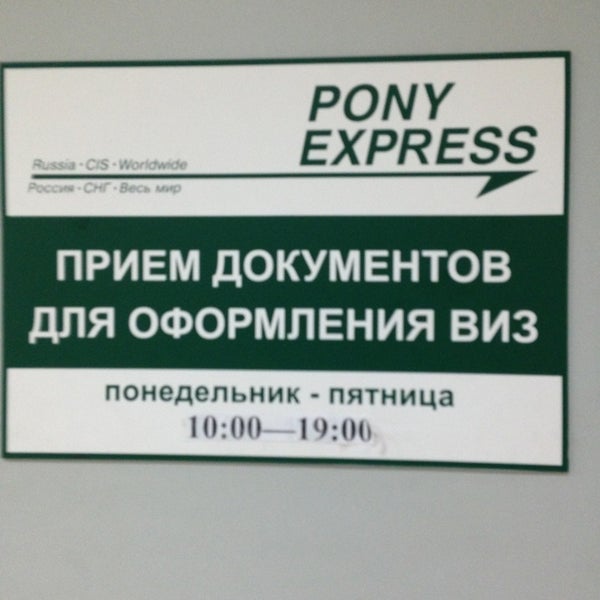 PONY
EXPRESS
Russia · CIS · Worldwide
Россия · СНГ · Весь мир
ПРИЕМ ДОКУМЕНТОВ
ДЛЯ ОФОРМЛЕНИЯ ВИЗ
понедельник - пятница
10:00—19:00